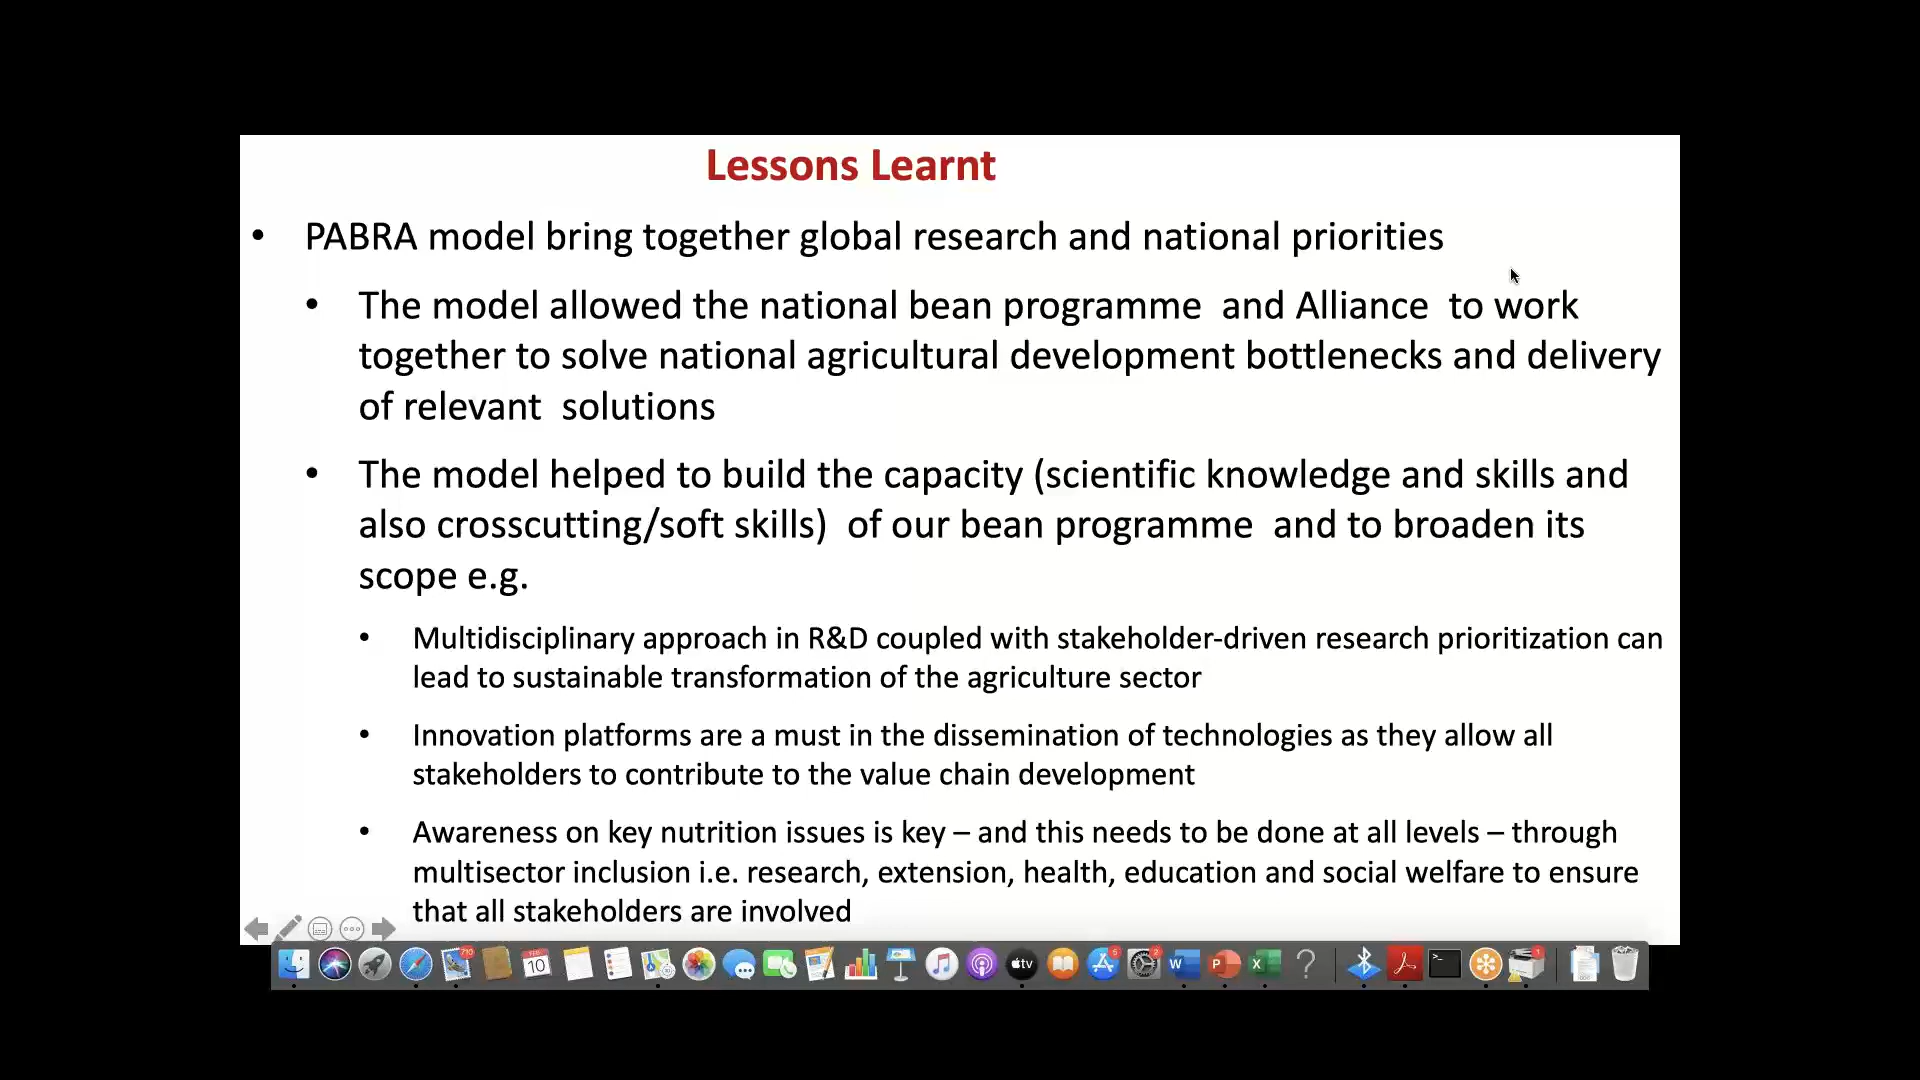 Lessons Learnt
• PABRA model bring together global research and national priorities
• The model allowed the national bean programme and Alliance to work
together to solve national agricultural development bottlenecks and delivery
of relevant solutions
• The model helped to build the capacity (scientific knowledge and skills and
also crosscutting/soft skills) of our bean programme and to broaden its
scope e.g.
• Multidisciplinary approach in R&D coupled with stakeholder-driven research prioritization can
lead to sustainable transformation of the agriculture sector
• Innovation platforms are a must in the dissemination of technologies as they allow all
stakeholders to contribute to the value chain development
• Awareness on key nutrition issues is key – and this needs to be done at all levels – through
multisector inclusion i.e. research, extension, health, education and social welfare to ensure
that all stakeholders are involved
710
10
tv
2
W
P
X
?
>_
1